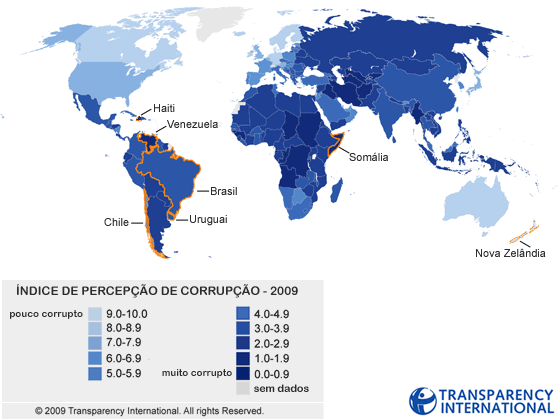 Haiti
Venezuela
Somália
Brasil
Chile
Uruguai
Nova Zelândia
ÍNDICE DE PERCEPÇÃO DE CORRUPÇÃO - 2009
pouco corrupto
9.0-10.0
8.0-8.9
7.0-7.9
6.0-6.9
5.0-5.9
4.0-4.9
3.0-3.9
2.0-2.9
1.0-1.9
muito corrupto
0.0-0.9
sem dados
© 2009 Transparency International. All rights Reserved.
TRANSPARENCY
INTERNATIONAL